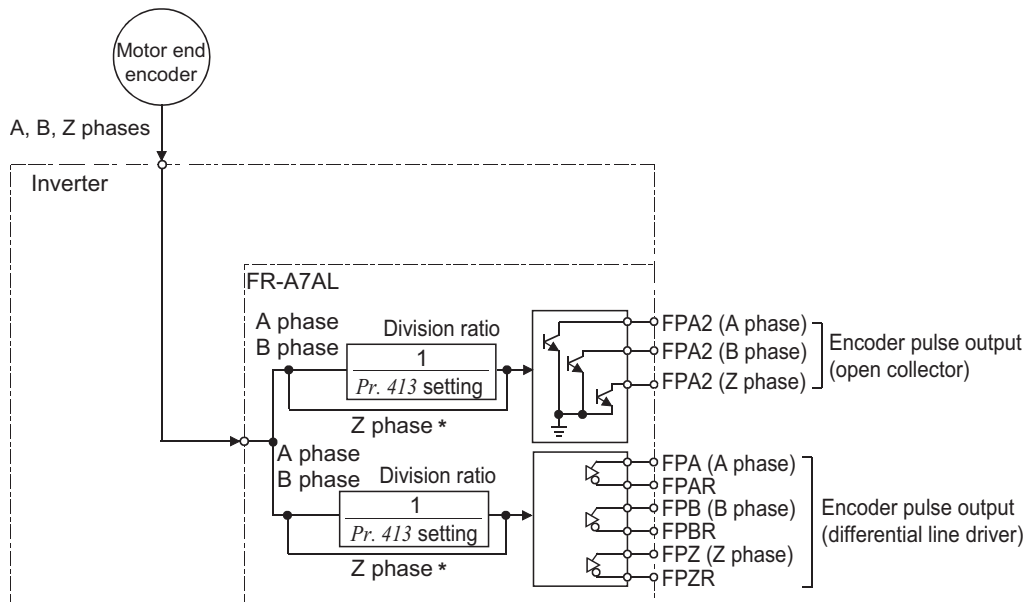 Motor end
encoder
A, B, Z phases
Inverter
FR-A7AL
A phase
B phase
Division ratio
1
Pr. 413 setting
Z phase *
FPA2 (A phase)
FPA2 (B phase)
FPA2 (Z phase)
Encoder pulse output
(open collector)
A phase
B phase
Division ratio
1
Pr. 413 setting
Z phase *
FPA (A phase)
FPAR
FPB (B phase)
FPBR
FPZ (Z phase)
FPZR
Encoder pulse output
(differential line driver)